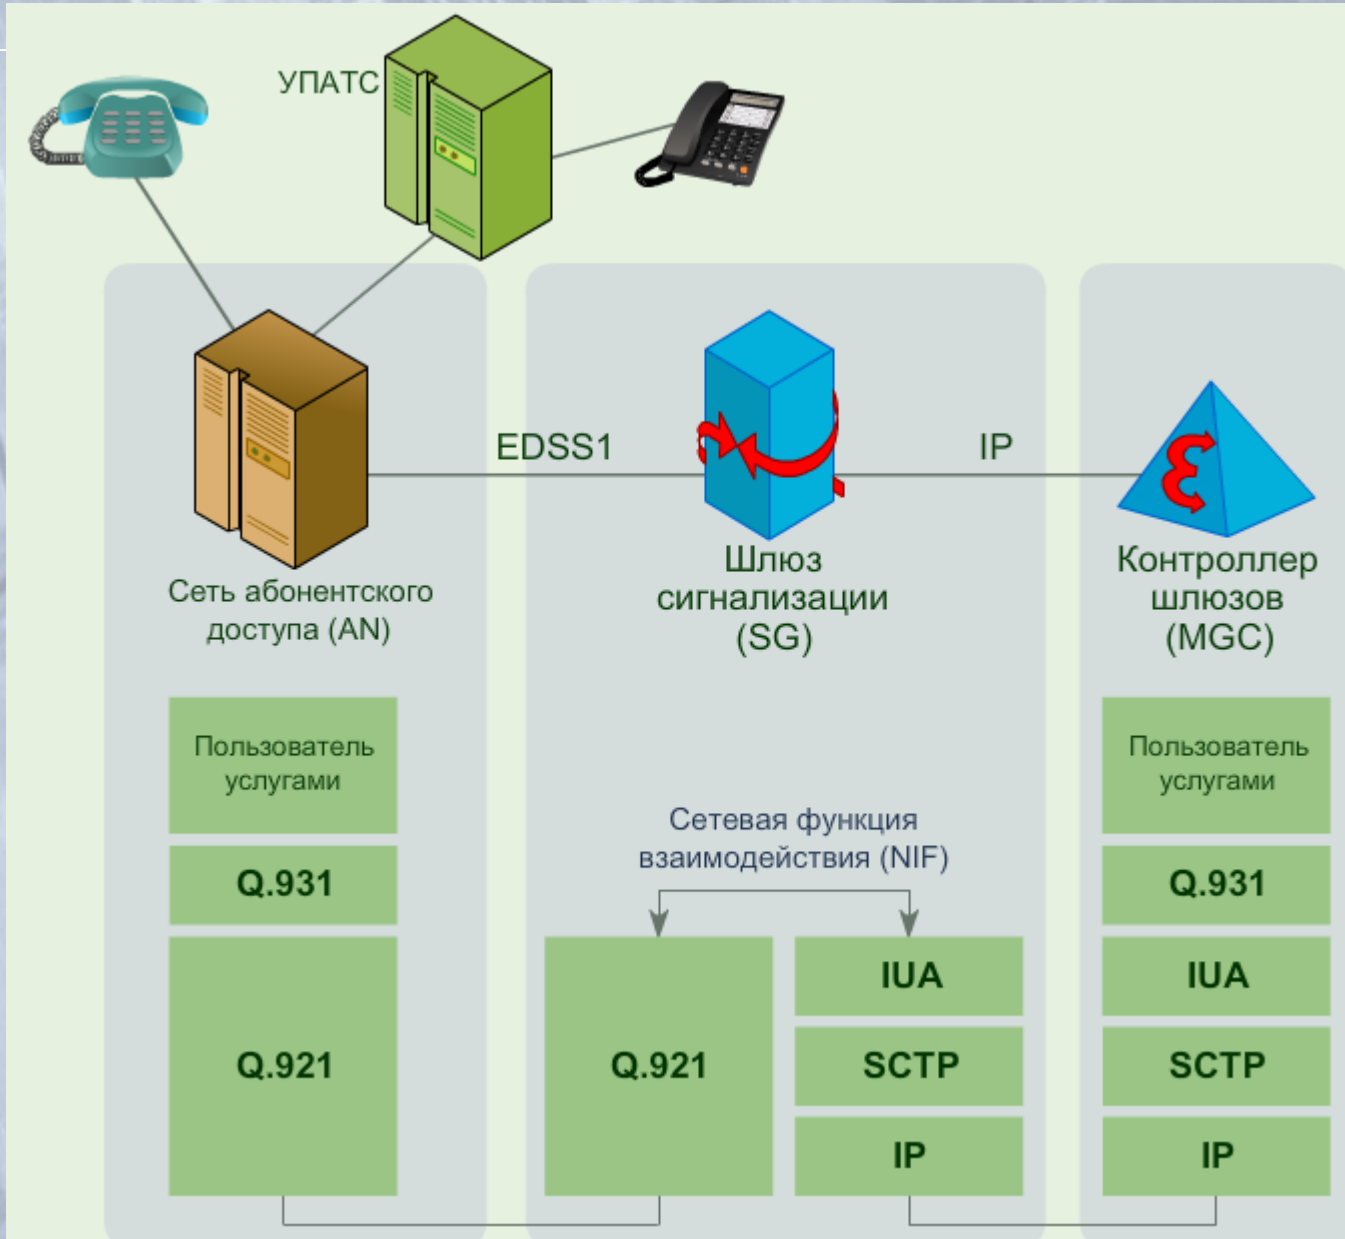 УПАТС
EDSS1
IP
Сеть абонентского
доступа (AN)
Шлюз
сигнализации
(SG)
Контроллер
шлюзов
(MGC)
Пользователь
услугами
Q.931
Q.921
Сетевая функция
взаимодействия (NIF)
Q.921
IUA
SCTP
IP
Пользователь
услугами
Q.931
IUA
SCTP
IP